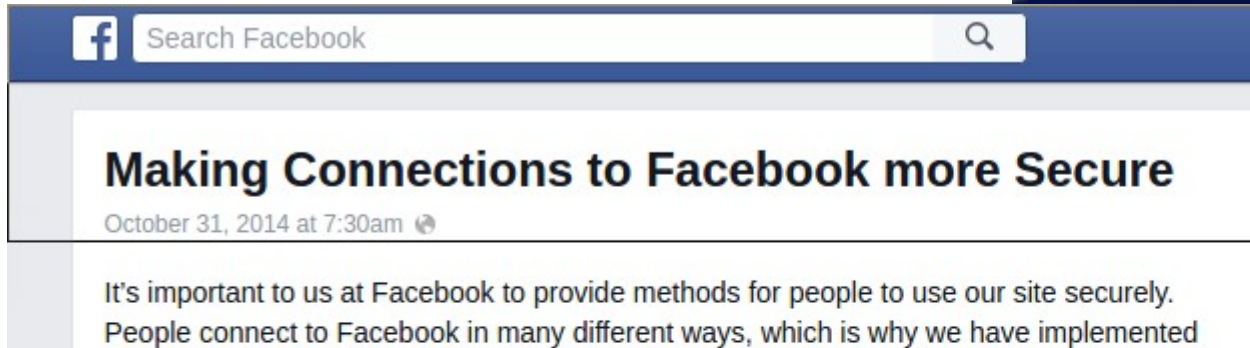 f Search Facebook
Making Connections to Facebook more Secure
October 31, 2014 at 7:30am
It's important to us at Facebook to provide methods for people to use our site securely.
People connect to Facebook in many different ways, which is why we have implemented